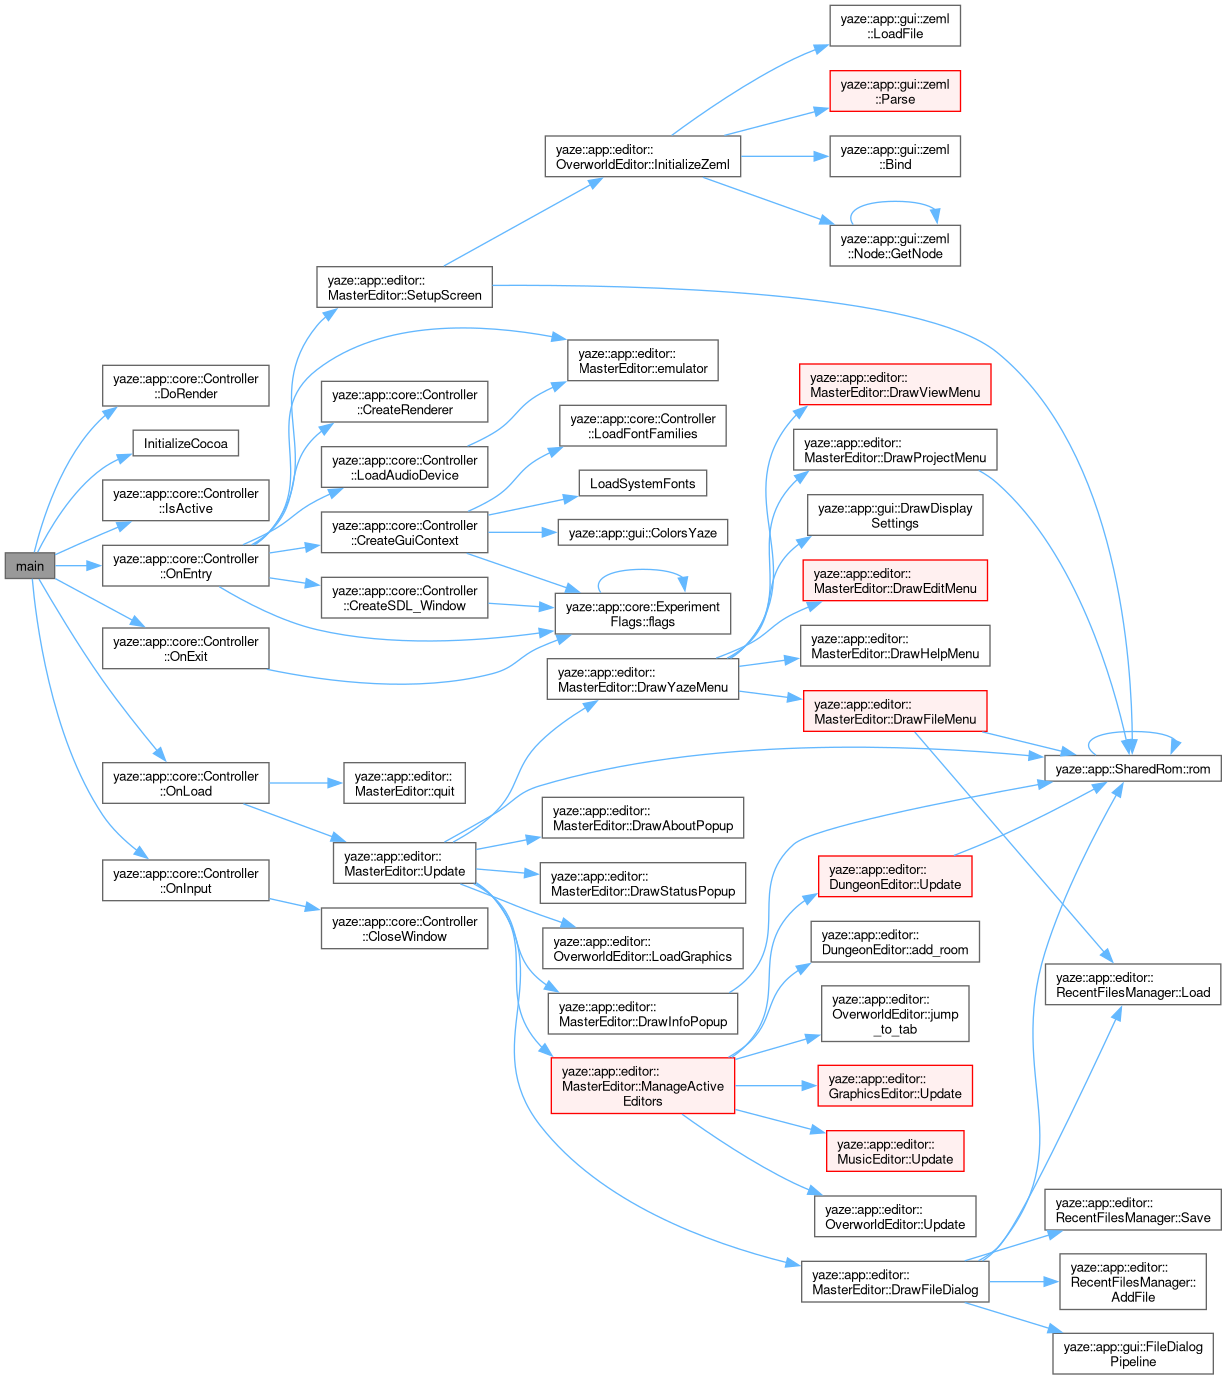 main
yaze::app::core::Controller
::DoRender
InitializeCocoa
yaze::app::core::Controller
::IsActive
yaze::app::core::Controller
::OnEntry
yaze::app::core::Controller
::OnExit
yaze::app::core::Controller
::OnLoad
yaze::app::core::Controller
::OnInput
yaze::app::editor::
MasterEditor::SetupScreen
yaze::app::core::Controller
::CreateRenderer
yaze::app::core::Controller
::LoadAudioDevice
yaze::app::core::Controller
::CreateGuiContext
yaze::app::core::Controller
::CreateSDL_Window
yaze::app::editor::
MasterEditor::quit
yaze::app::editor::
MasterEditor::Update
yaze::app::core::Controller
::CloseWindow
yaze::app::editor::
OverworldEditor::InitializeZeml
yaze::app::editor::
MasterEditor::emulator
yaze::app::core::Controller
::LoadFontFamilies
LoadSystemFonts
yaze::app::gui::ColorsYaze
yaze::app::core::Experiment
Flags::flags
yaze::app::editor::
MasterEditor::DrawYazeMenu
yaze::app::editor::
MasterEditor::DrawAboutPopup
yaze::app::editor::
MasterEditor::DrawStatusPopup
yaze::app::editor::
OverworldEditor::LoadGraphics
yaze::app::editor::
MasterEditor::DrawInfoPopup
yaze::app::editor::
MasterEditor::ManageActive
Editors
yaze::app::gui::zeml
::LoadFile
yaze::app::gui::zeml
::Parse
yaze::app::gui::zeml
::Bind
yaze::app::gui::zeml
::Node::GetNode
yaze::app::editor::
MasterEditor::DrawViewMenu
yaze::app::editor::
MasterEditor::DrawProjectMenu
yaze::app::gui::DrawDisplay
Settings
yaze::app::editor::
MasterEditor::DrawEditMenu
yaze::app::editor::
MasterEditor::DrawHelpMenu
yaze::app::editor::
MasterEditor::DrawFileMenu
yaze::app::editor::
DungeonEditor::Update
yaze::app::editor::
DungeonEditor::add_room
yaze::app::editor::
OverworldEditor::jump
_to_tab
yaze::app::editor::
GraphicsEditor::Update
yaze::app::editor::
MusicEditor::Update
yaze::app::editor::
OverworldEditor::Update
yaze::app::editor::
MasterEditor::DrawFileDialog
yaze::app::SharedRom::rom
yaze::app::editor::
RecentFilesManager::Load
yaze::app::editor::
RecentFilesManager::Save
yaze::app::editor::
RecentFilesManager::
AddFile
yaze::app::gui::FileDialog
Pipeline